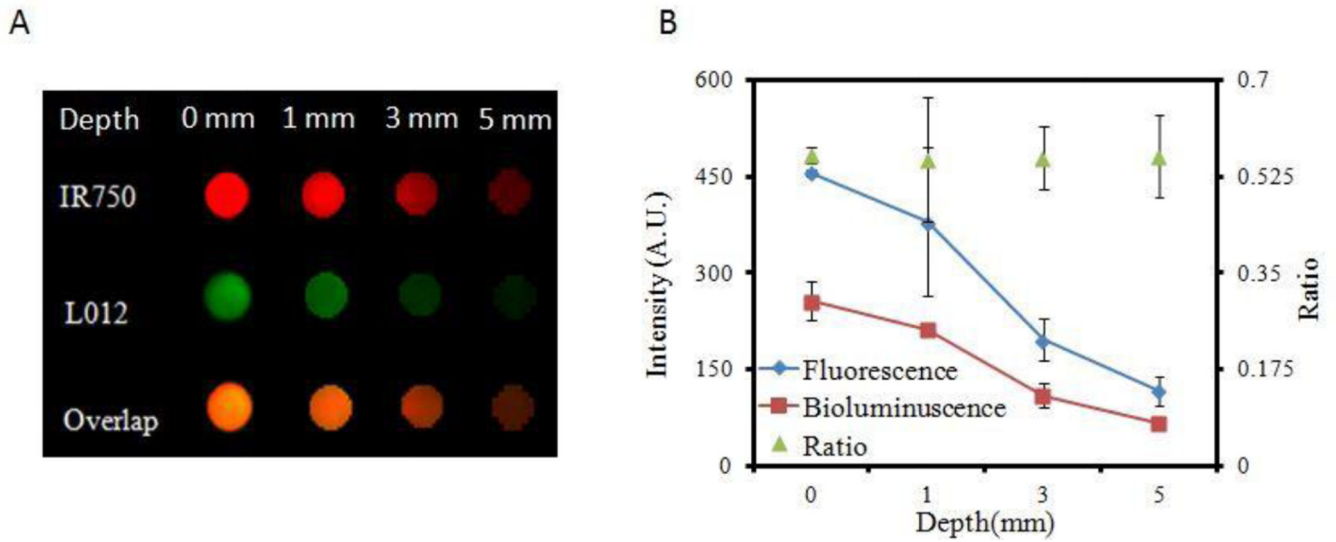 A
Depth 0 mm 1 mm 3 mm 5 mm
IR750
L012
Overlap
B
600 0.7
450 0.525
300 0.35
150 0.175
0 0
Intensity (A.U.)
Ratio
Fluorescence
Bioluminuscence
Ratio
0 1 3 5
Depth(mm)